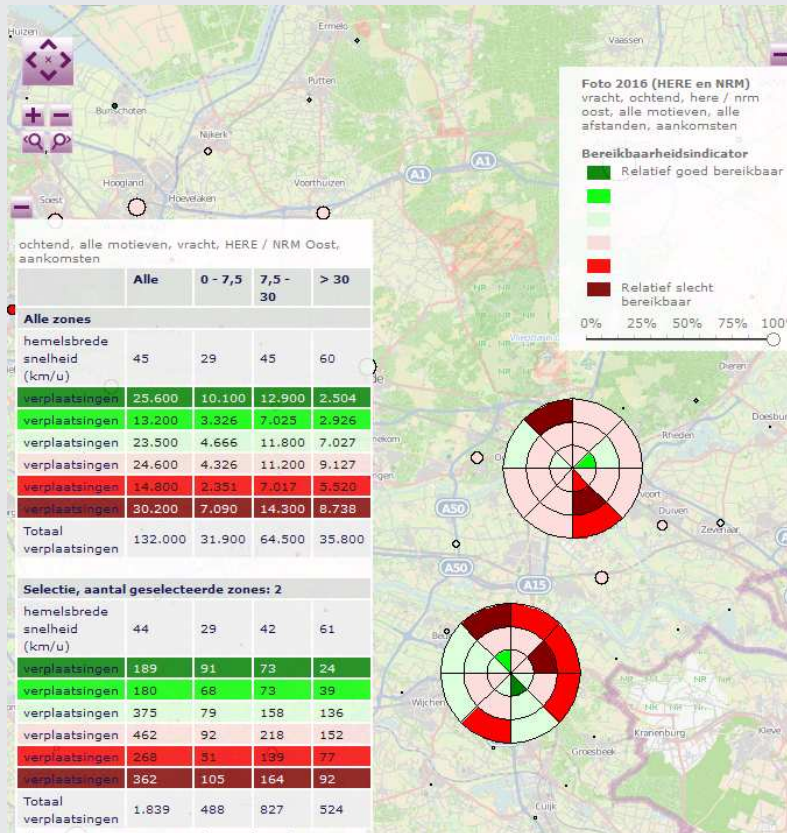 Huizen
Ermelo
Vaassen
Putten
Bunschoten
Nijkerk
A1
A1
Voorthuizen
Hoogland
Hoevelaken
Soest
Foto 2016 (HERE en NRM)
vracht, ochtend, here / nrm
oost, alle motieven, alle
afstanden, aankomsten
Bereikbaarheidsindicator
Relatief goed bereikbaar
Relatief slecht
bereikbaar
0% 25% 50% 75% 100%
ochtend, alle motieven, vracht, HERE / NRM Oost,
aankomsten
Alle 0 - 7,5 7,5 - 30 > 30
Alle zones
hemelsbrede
snelheid
(km/u) 45 29 45 60
verplaatsingen 25.600 10.100 12.900 2.504
verplaatsingen 13.200 3.326 7.025 2.926
verplaatsingen 23.500 4.666 11.800 7.027
verplaatsingen 24.600 4.326 11.200 9.127
verplaatsingen 14.800 2.351 7.017 5.520
verplaatsingen 30.200 7.090 14.300 8.738
Totaal
verplaatsingen 132.000 31.900 64.500 35.800
Selectie, aantal geselecteerde zones: 2
hemelsbrede
snelheid
(km/u) 44 29 42 61
verplaatsingen 189 91 73 24
verplaatsingen 180 68 73 39
verplaatsingen 375 79 158 136
verplaatsingen 462 92 218 152
verplaatsingen 268 51 139 77
verplaatsingen 362 105 164 92
Totaal
verplaatsingen 1.839 488 827 524
Dieren
Doesbu
Rheden
A50
Duiven
Zevenaar
A50
A15
Wijchen
Groesbeek
Kranenburg
Kleve
Cuijk